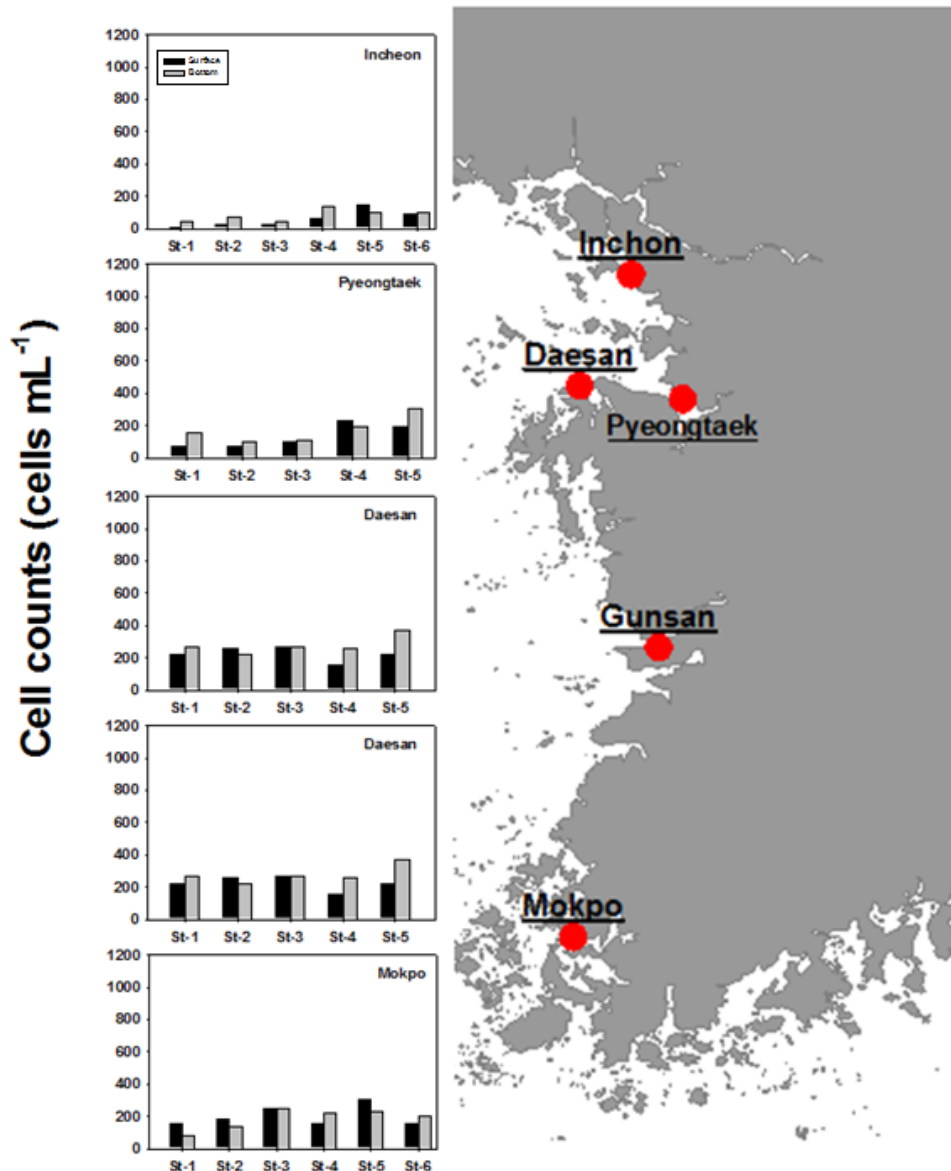 Cell counts (cells mL⁻¹)
1200
1000
800
600
400
200
0
Surface
Bottom
Incheon
St-1 St-2 St-3 St-4 St-5 St-6
1200
1000
800
600
400
200
0
Pyeongtaek
St-1 St-2 St-3 St-4 St-5
1200
1000
800
600
400
200
0
Daesan
St-1 St-2 St-3 St-4 St-5
1200
1000
800
600
400
200
0
Daesan
St-1 St-2 St-3 St-4 St-5
1200
1000
800
600
400
200
0
Mokpo
St-1 St-2 St-3 St-4 St-5 St-6
Inchon
Daesan
Pyeongtaek
Gunsan
Mokpo